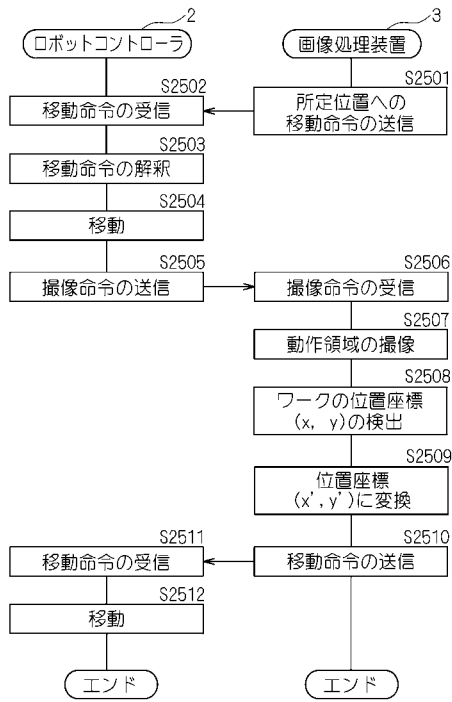 2
3
ロボットコントローラ
画像処理装置
S2501
所定位置への
移動命令の送信
S2502
移動命令の受信
S2503
移動命令の解釈
S2504
移動
S2505
撮像命令の送信
S2506
撮像命令の受信
S2507
動作領域の撮像
S2508
ワークの位置座標
(x, y)の検出
S2509
位置座標
(x',y')に変換
S2510
移動命令の送信
S2511
移動命令の受信
S2512
移動
エンド
エンド